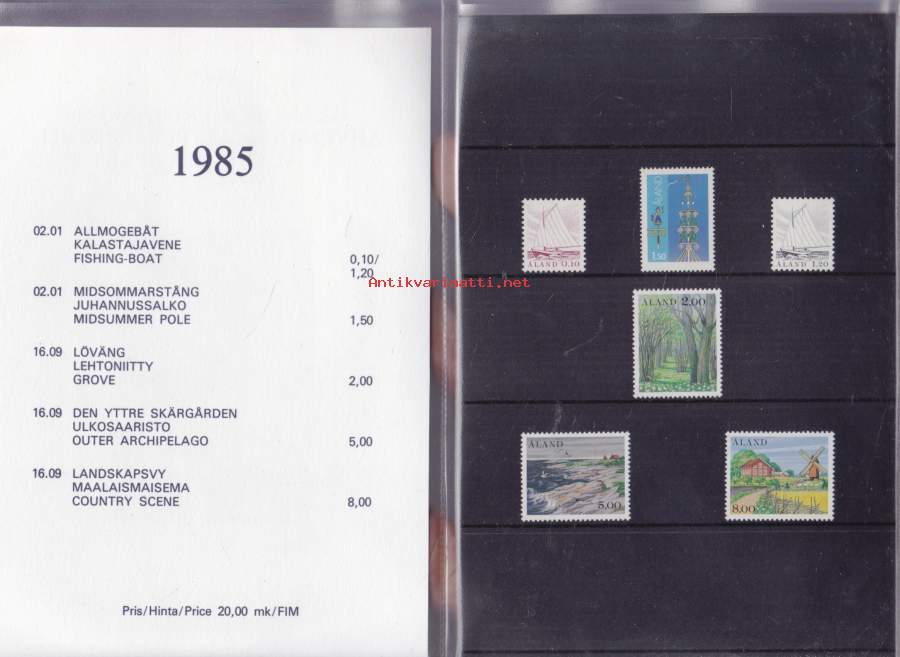 1985
02.01 ALLMOGEBÅT
KALASTAJAVENE
FISHING-BOAT 0,10/
1,20
02.01 MIDSOMMARSTÅNG
JUHANNUSSALKO
MIDSUMMER POLE 1,50
16.09 LÖVÄNG
LEHTONIITTY
GROVE 2,00
16.09 DEN YTTRE SKÄRGÅRDEN
ULKOSAARISTO
OUTER ARCHIPELAGO 5,00
16.09 LANDSKAPSVY
MAALAISMAISEMA
COUNTRY SCENE 8,00
Pris/Hinta/Price 20,00 mk/FIM
Antikvariaatti.net
ÅLAND 0.10
ÅLAND
1.50
ÅLAND 1.20
ÅLAND 2.00
ÅLAND
5.00
ÅLAND
8.00